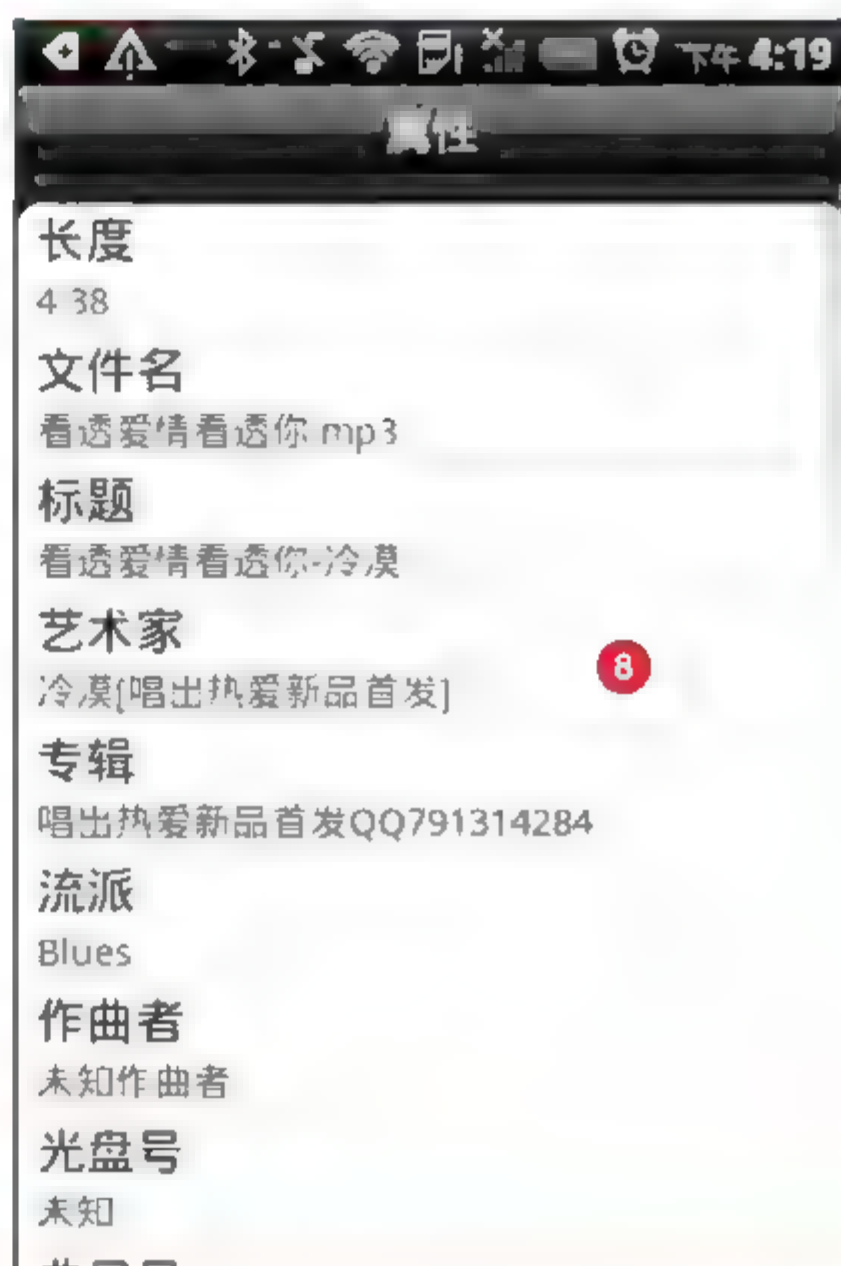 下午 4:19
属性
长度
4 38
文件名
看透爱情看透你 mp3
标题
看透爱情看透你-冷漠
艺术家
冷漠[唱出热爱新品首发]
8
专辑
唱出热爱新品首发QQ791314284
流派
Blues
作曲者
未知作曲者
光盘号
未知